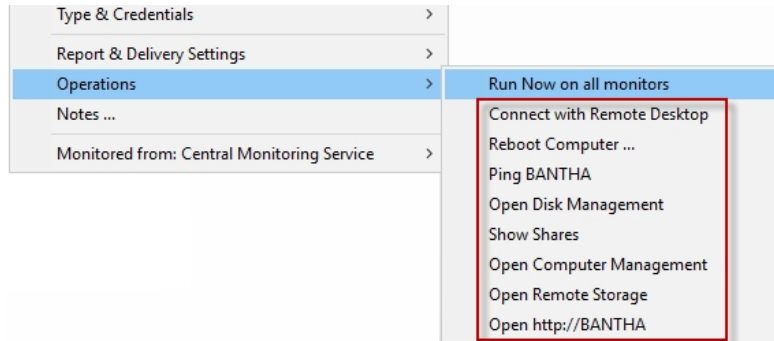 Type & Credentials
Report & Delivery Settings
Operations
Notes ...
Monitored from: Central Monitoring Service
Run Now on all monitors
Connect with Remote Desktop
Reboot Computer ...
Ping BANTHA
Open Disk Management
Show Shares
Open Computer Management
Open Remote Storage
Open http://BANTHA